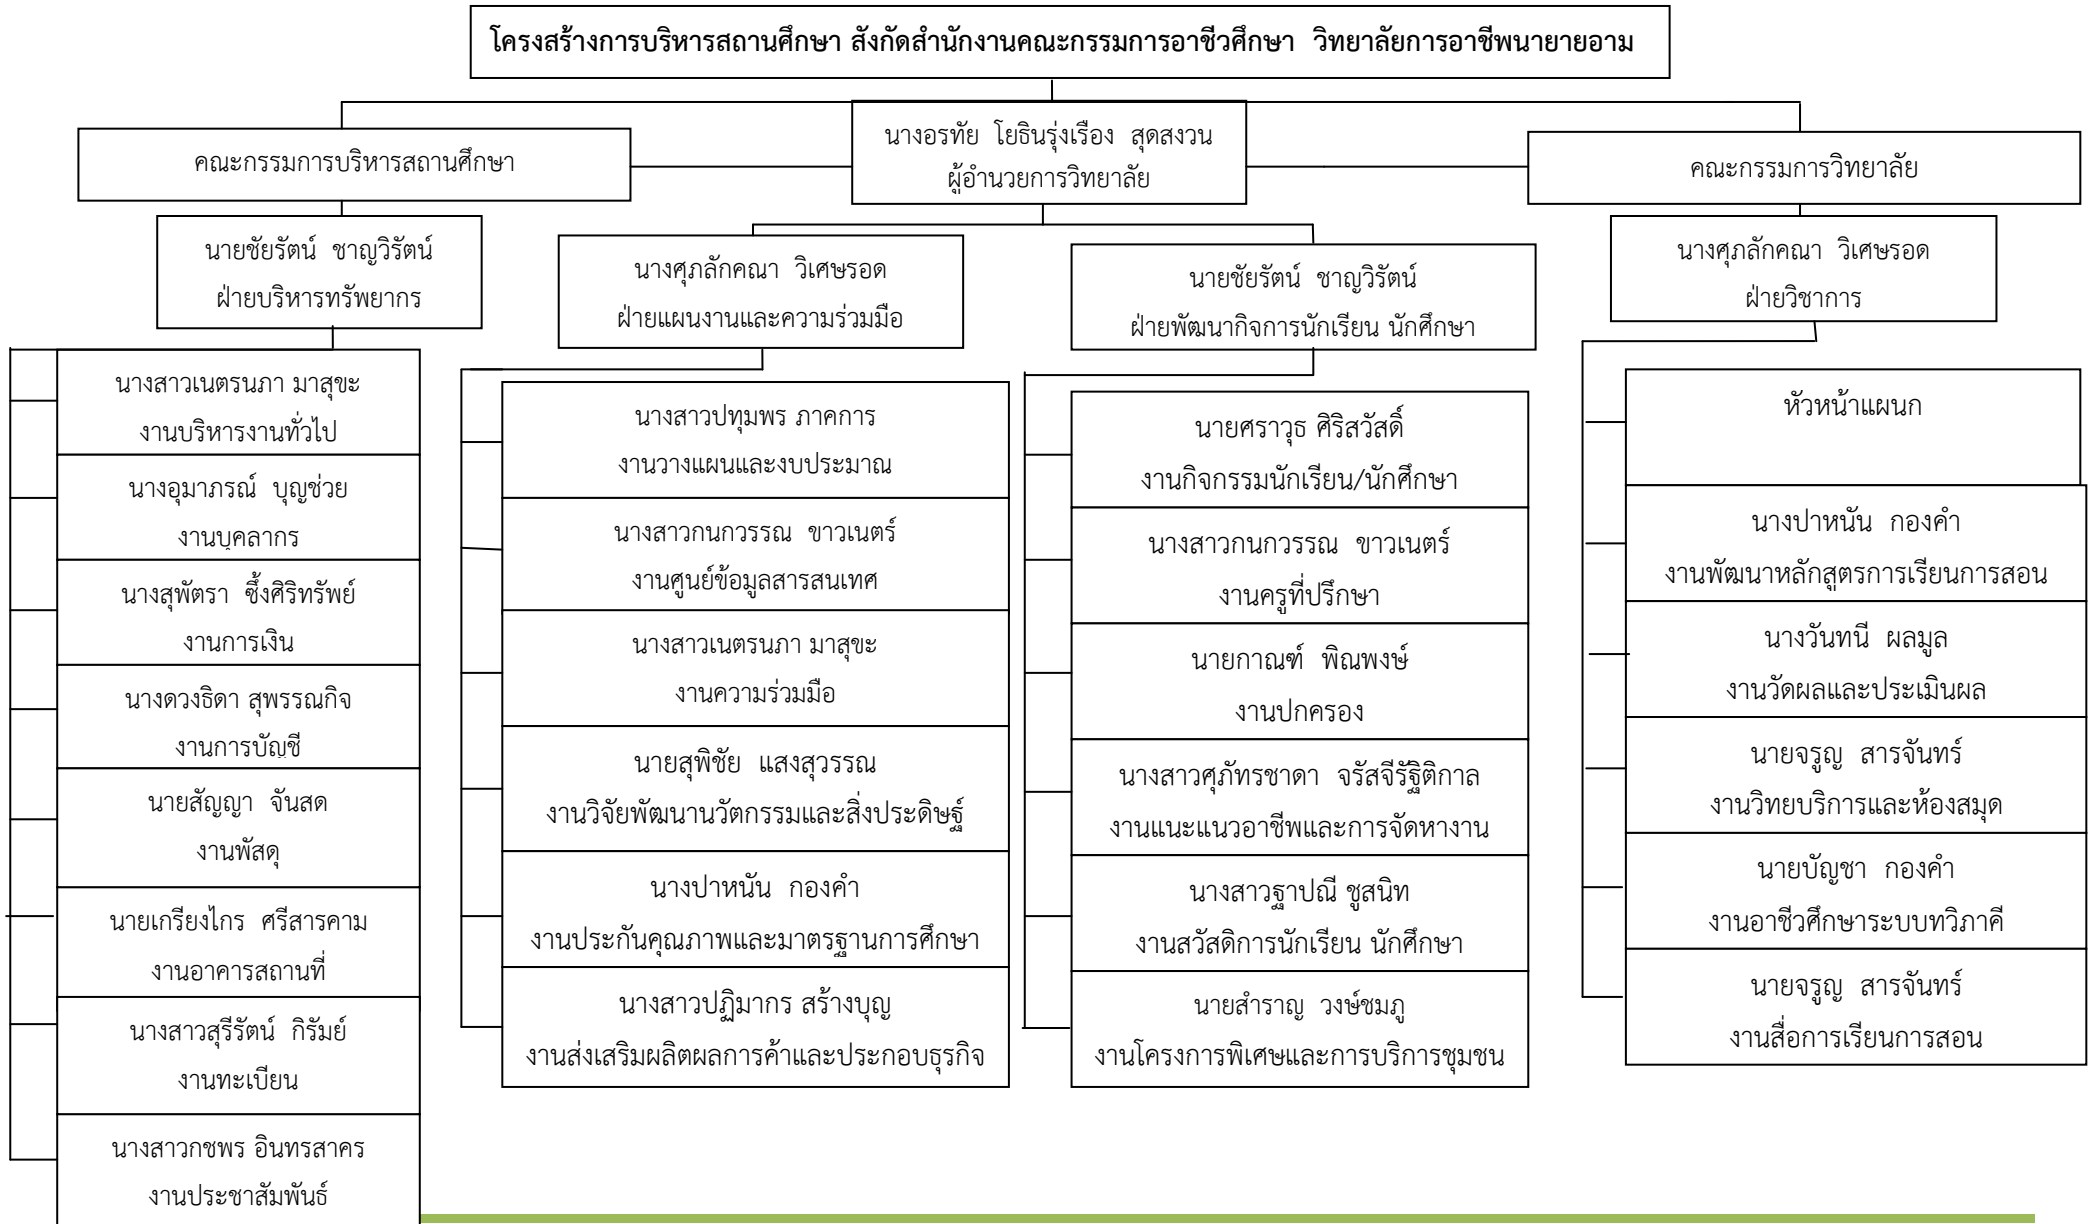 โครงสร้างการบริหารสถานศึกษา สังกัดสำนักงานคณะกรรมการอาชีวศึกษา วิทยาลัยการอาชีพนายายอาม
คณะกรรมการบริหารสถานศึกษา
นางอรทัย โยธินรุ่งเรือง สุดสงวน
ผู้อำนวยการวิทยาลัย
คณะกรรมการวิทยาลัย
นายชัยรัตน์ ชาญวิรัตน์
ฝ่ายบริหารทรัพยากร
นางสาวเนตรนภา มาสุขะ
งานบริหารงานทั่วไป
นางอุมาภรณ์ บุญช่วย
งานบุคลากร
นางสุพัตรา ซึ้งศิริทรัพย์
งานการเงิน
นางดวงธิดา สุพรรณกิจ
งานการบัญชี
นายสัญญา จันสด
งานพัสดุ
นายเกรียงไกร ศรีสารคาม
งานอาคารสถานที่
นางสาวสุรีรัตน์ กิรัมย์
งานทะเบียน
นางสาวกชพร อินทรสาคร
งานประชาสัมพันธ์
นางศุภลักคณา วิเศษรอด
ฝ่ายแผนงานและความร่วมมือ
นางสาวปทุมพร ภาคการ
งานวางแผนและงบประมาณ
นางสาวกนกวรรณ ขาวเนตร์
งานศูนย์ข้อมูลสารสนเทศ
นางสาวเนตรนภา มาสุขะ
งานความร่วมมือ
นายสุพิชัย แสงสุวรรณ
งานวิจัยพัฒนานวัตกรรมและสิ่งประดิษฐ์
นางปาหนัน กองคำ
งานประกันคุณภาพและมาตรฐานการศึกษา
นางสาวปฏิมากร สร้างบุญ
งานส่งเสริมผลิตผลการค้าและประกอบธุรกิจ
นายชัยรัตน์ ชาญวิรัตน์
ฝ่ายพัฒนากิจการนักเรียน นักศึกษา
นายศราวุธ ศิริสวัสดิ์
งานกิจกรรมนักเรียน/นักศึกษา
นางสาวกนกวรรณ ขาวเนตร์
งานครูที่ปรึกษา
นายกาณฑ์ พิณพงษ์
งานปกครอง
นางสาวศุภัทรชาดา จรัสจีรัฐิติกาล
งานแนะแนวอาชีพและการจัดหางาน
นางสาวฐาปณี ชูสนิท
งานสวัสดิการนักเรียน นักศึกษา
นายสำราญ วงษ์ชมภู
งานโครงการพิเศษและการบริการชุมชน
นางศุภลักคณา วิเศษรอด
ฝ่ายวิชาการ
หัวหน้าแผนก
นางปาหนัน กองคำ
งานพัฒนาหลักสูตรการเรียนการสอน
นางวันทนี ผลมูล
งานวัดผลและประเมินผล
นายจรูญ สารจันทร์
งานวิทยบริการและห้องสมุด
นายบัญชา กองคำ
งานอาชีวศึกษาระบบทวิภาคี
นายจรูญ สารจันทร์
งานสื่อการเรียนการสอน